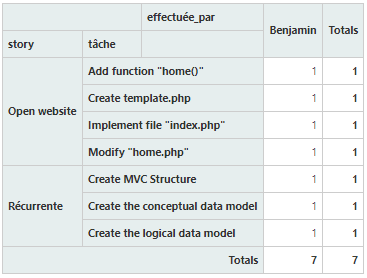 effectuée_par Benjamin Totals
story tâche
Open website Add function "home()" 1 1
Create template.php 1 1
Implement file "index.php" 1 1
Modify "home.php" 1 1
Récurrente Create MVC Structure 1 1
Create the conceptual data model 1 1
Create the logical data model 1 1
Totals 7 7